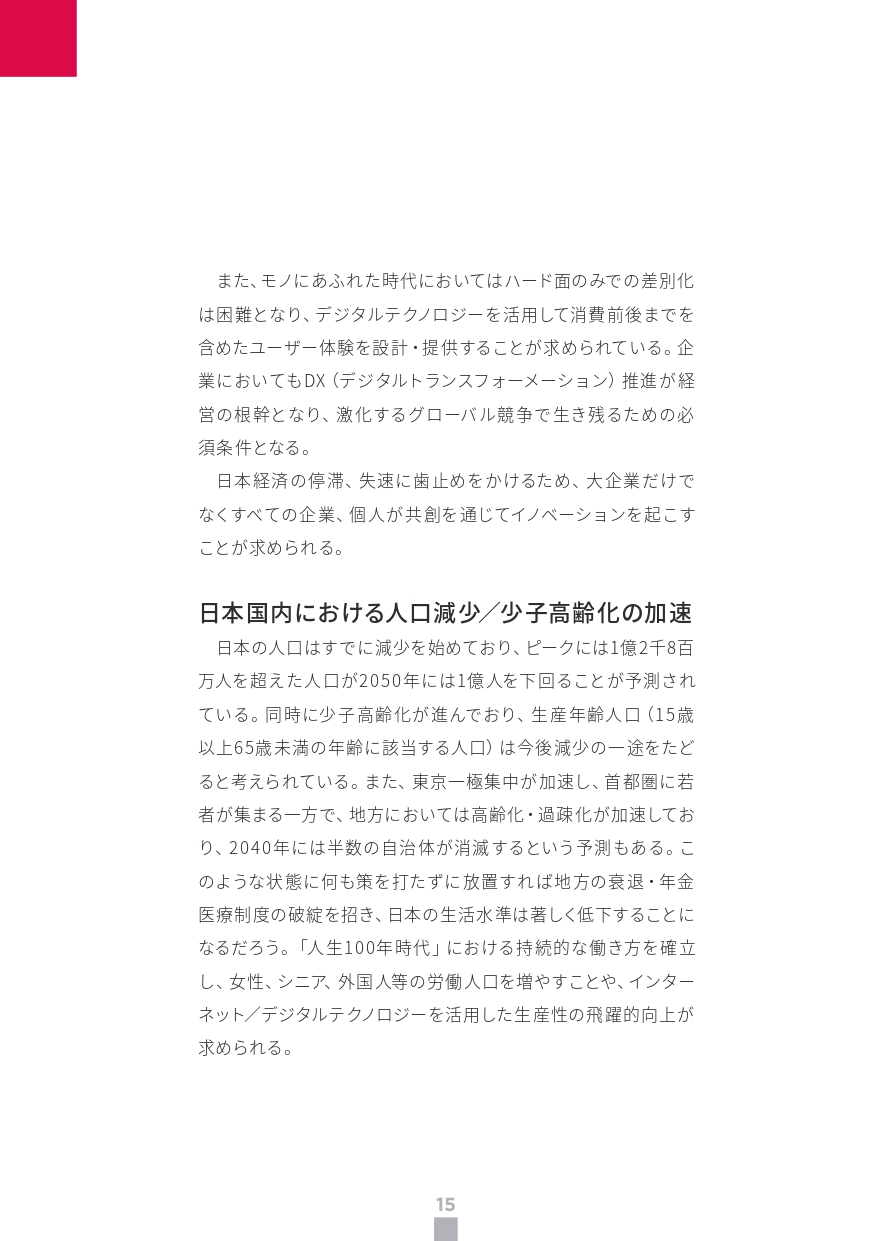 また、モノにあふれた時代においてはハード面のみでの差別化
は困難となり、デジタルテクノロジーを活用して消費前後までを
含めたユーザー体験を設計・提供することが求められている。企
業においてもDX（デジタルトランスフォーメーション）推進が経
営の根幹となり、激化するグローバル競争で生き残るための必
須条件となる。
日本経済の停滞、失速に歯止めをかけるため、大企業だけで
なくすべての企業、個人が共創を通じてイノベーションを起こす
ことが求められる。
日本国内における人口減少／少子高齢化の加速
日本の人口はすでに減少を始めており、ピークには1億2千8百
万人を超えた人口が2050年には1億人を下回ることが予測され
ている。同時に少子高齢化が進んでおり、生産年齢人口（15歳
以上65歳未満の年齢に該当する人口）は今後減少の一途をたど
ると考えられている。また、東京一極集中が加速し、首都圏に若
者が集まる一方で、地方においては高齢化・過疎化が加速してお
り、2040年には半数の自治体が消滅するという予測もある。こ
のような状態に何も策を打たずに放置すれば地方の衰退・年金
医療制度の破綻を招き、日本の生活水準は著しく低下することに
なるだろう。「人生100年時代」における持続的な働き方を確立
し、女性、シニア、外国人等の労働人口を増やすことや、インター
ネット／デジタルテクノロジーを活用した生産性の飛躍的向上が
求められる。
15